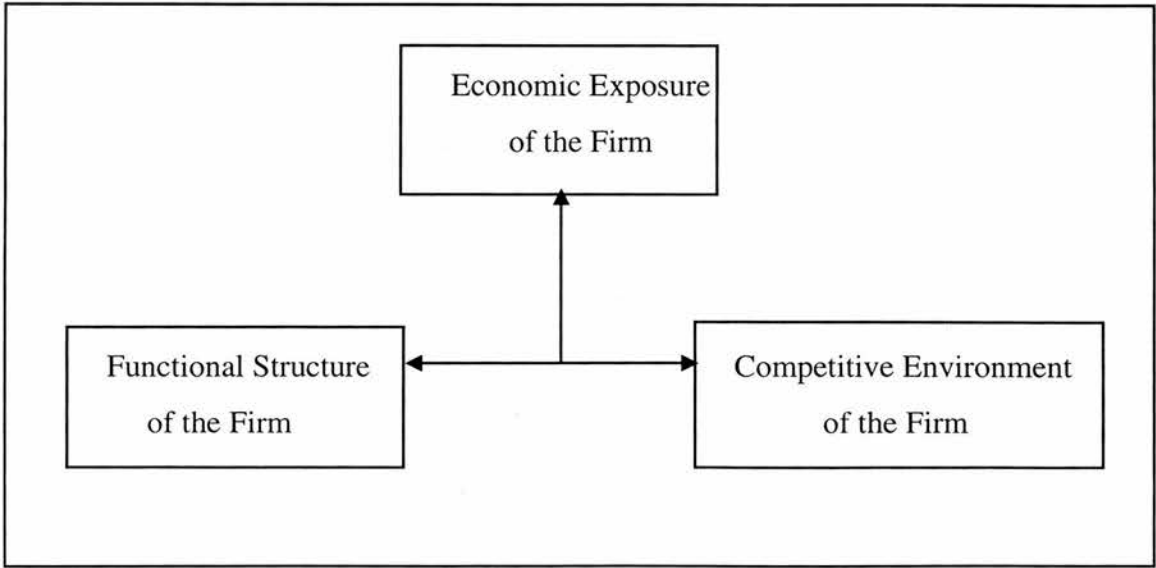 Economic Exposure
of the Firm
Functional Structure
of the Firm
Competitive Environment
of the Firm